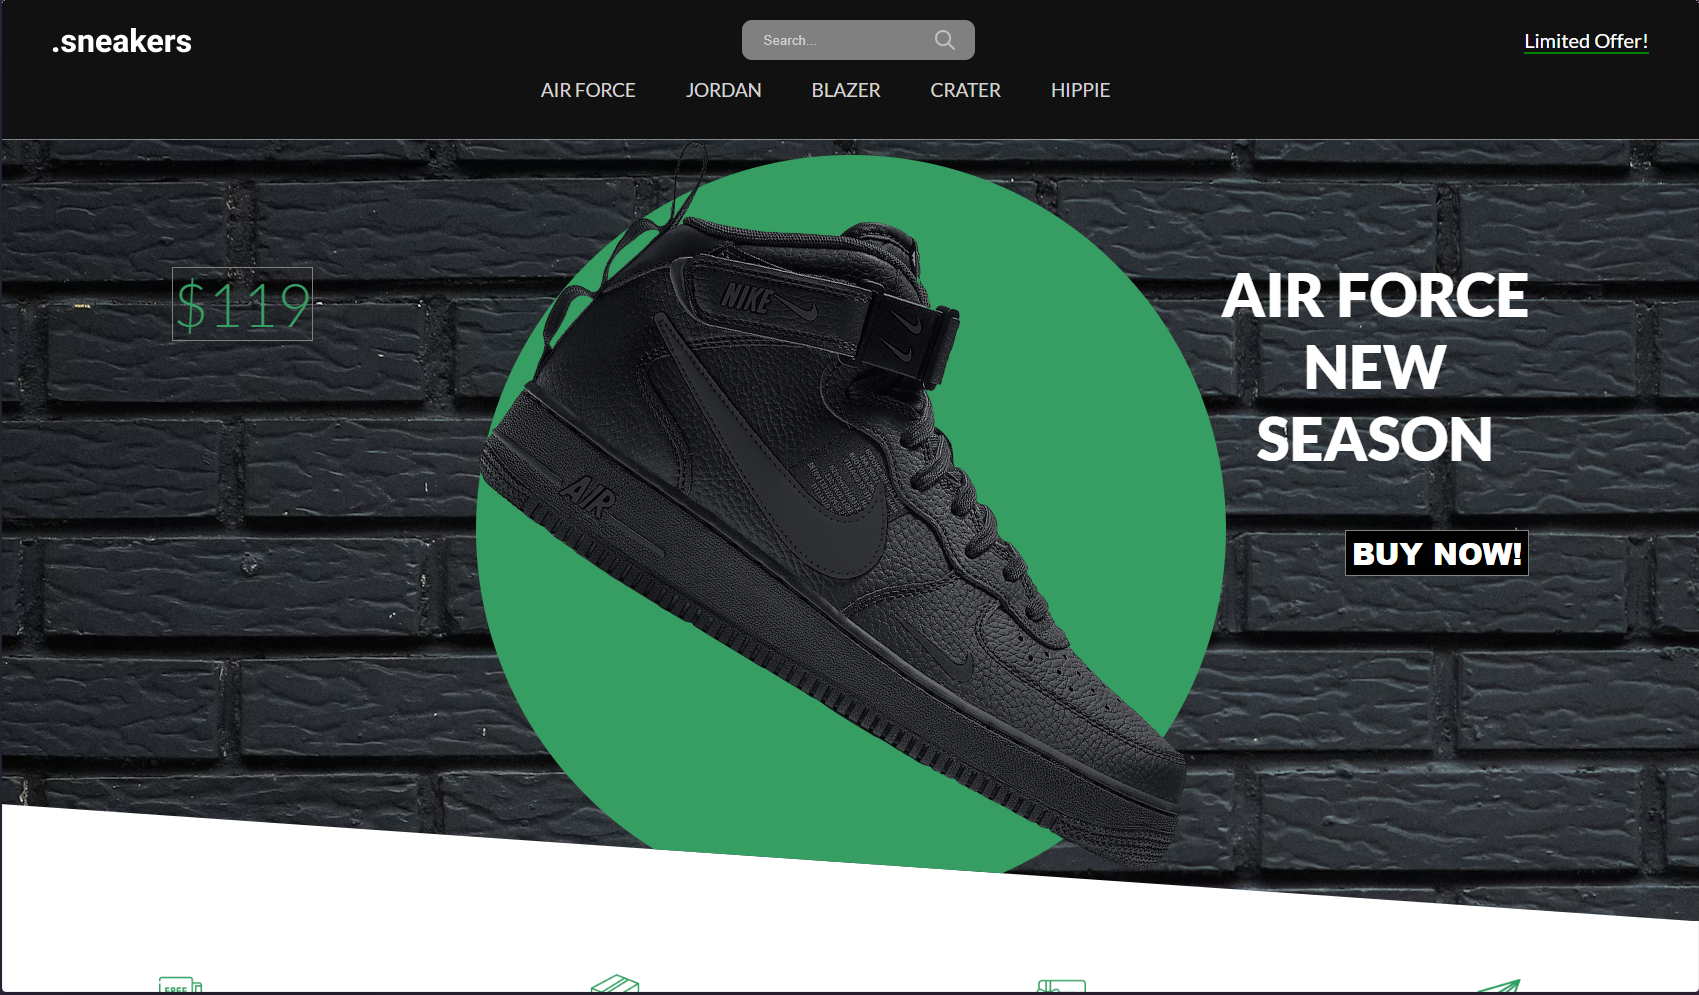 .sneakers
Search...
Limited Offer!
AIR FORCE
JORDAN
BLAZER
CRATER
HIPPIE
$119
NIKE
AIR
AIR FORCE
NEW
SEASON
BUY NOW!
FREE